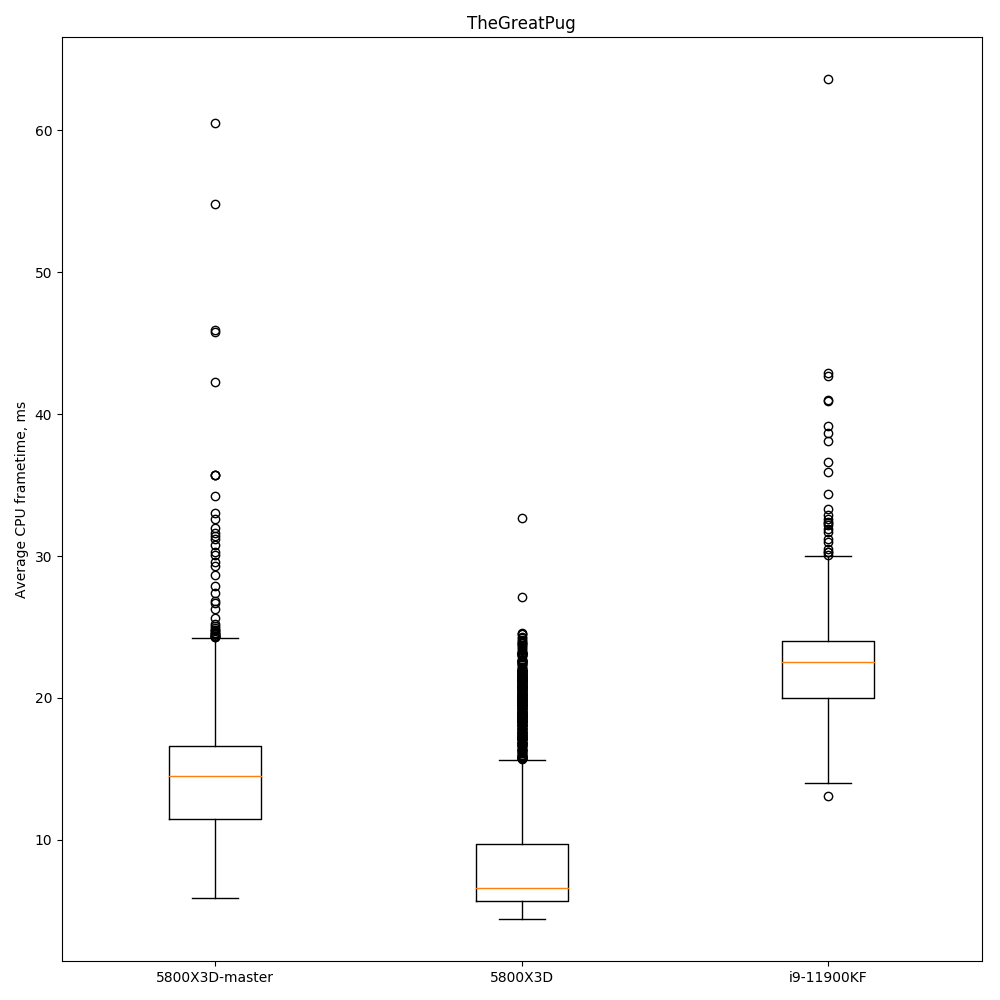 TheGreatPug
Average CPU frametime, ms
60
50
40
30
20
10
5800X3D-master
5800X3D
i9-11900KF